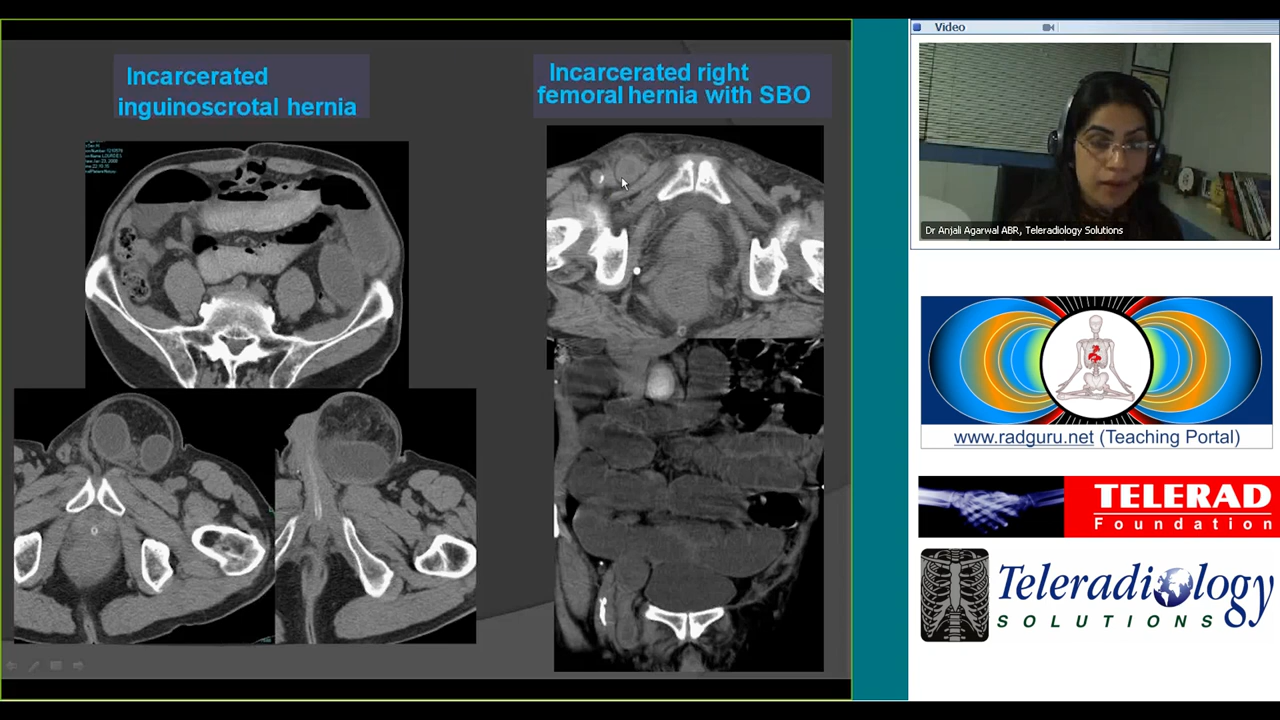 Incarcerated
inguinoscrotal hernia
Incarcerated right
femoral hernia with SBO
Video
Dr Anjali Agarwal ABR, Teleradiology Solutions
www.radguru.net (Teaching Portal)
TELERAD
Foundation
Teleradiology
SOLUTIONS